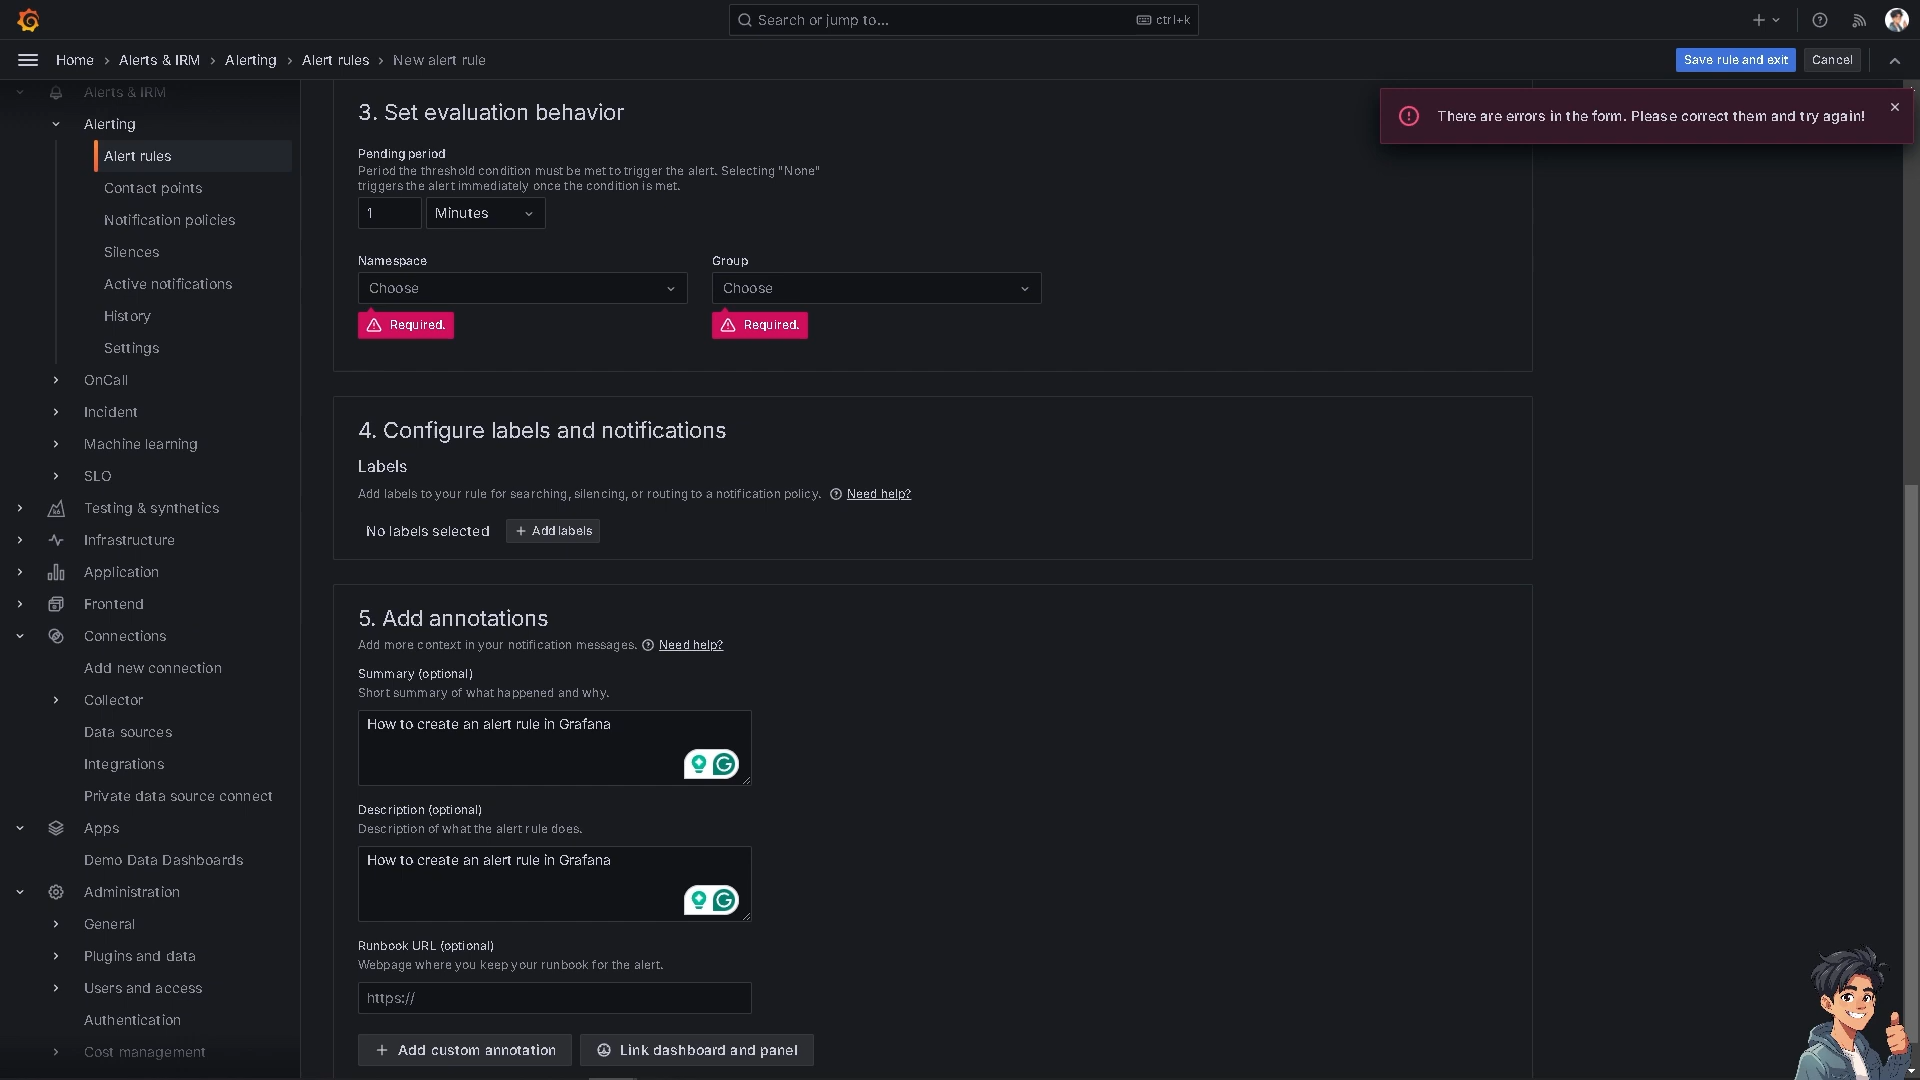 Search or jump to...
ctrl+k
Home › Alerts & IRM › Alerting › Alert rules › New alert rule
Save rule and exit
Cancel
There are errors in the form. Please correct them and try again!
Alerts & IRM
Alerting
Alert rules
Contact points
Notification policies
Silences
Active notifications
History
Settings
OnCall
Incident
Machine learning
SLO
Testing & synthetics
Infrastructure
Application
Frontend
Connections
Add new connection
Collector
Data sources
Integrations
Private data source connect
Apps
Demo Data Dashboards
Administration
General
Plugins and data
Users and access
Authentication
Cost management
3. Set evaluation behavior
Pending period
Period the threshold condition must be met to trigger the alert. Selecting "None"
triggers the alert immediately once the condition is met.
1
Minutes
Namespace
Group
Choose
Choose
Required.
Required.
4. Configure labels and notifications
Labels
Add labels to your rule for searching, silencing, or routing to a notification policy.
Need help?
No labels selected
Add labels
5. Add annotations
Add more context in your notification messages.
Need help?
Summary (optional)
Short summary of what happened and why.
How to create an alert rule in Grafana
Description (optional)
Description of what the alert rule does.
How to create an alert rule in Grafana
Runbook URL (optional)
Webpage where you keep your runbook for the alert.
https://
Add custom annotation
Link dashboard and panel